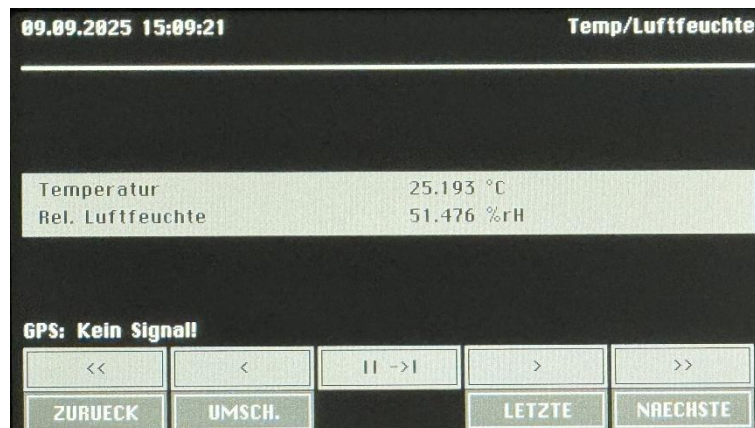 09.09.2025 15:09:21 Temp/Luftfeuchte
Temperatur 25.193 °C
Rel. Luftfeuchte 51.476 %rH
GPS: Kein Signal!
<< < II ->I > >>
ZURUECK UMSCH. LETZTE NAECHSTE